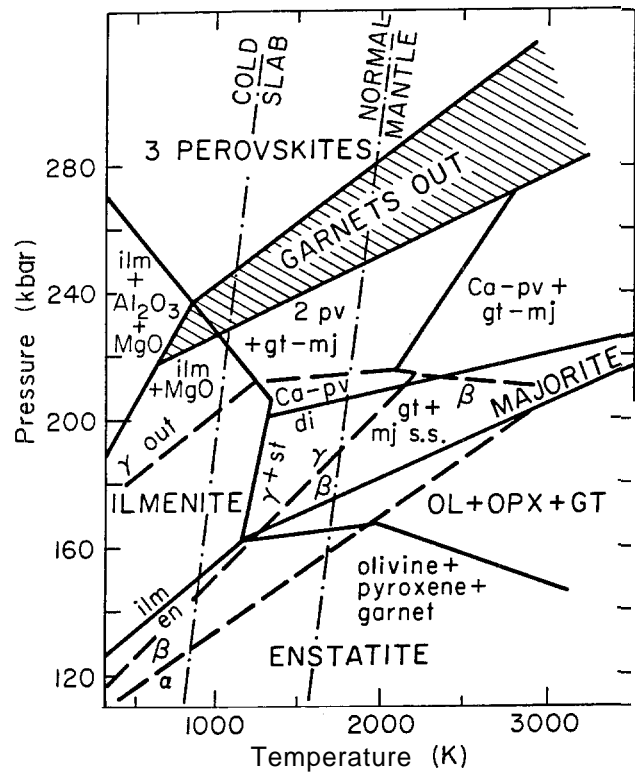 COLD
SLAB
NORMAL
MANTLE
3 PEROVSKITES
280
GARNETS OUT
ilm
+
Al₂O₃
+
MgO
2 pv
+gt-mj
Ca-pv +
gt-mj
240
ilm
+MgO
Ca-pv
di
β
MAJORITE
gt+
mj s.s.
200
γ out
γ+st
γ
β
ILMENITE
OL+OPX+GT
160
olivine+
pyroxene+
garnet
ilm
en
β
α
ENSTATITE
120
110
Pressure (kbar)
1000
2000
3000
Temperature (K)